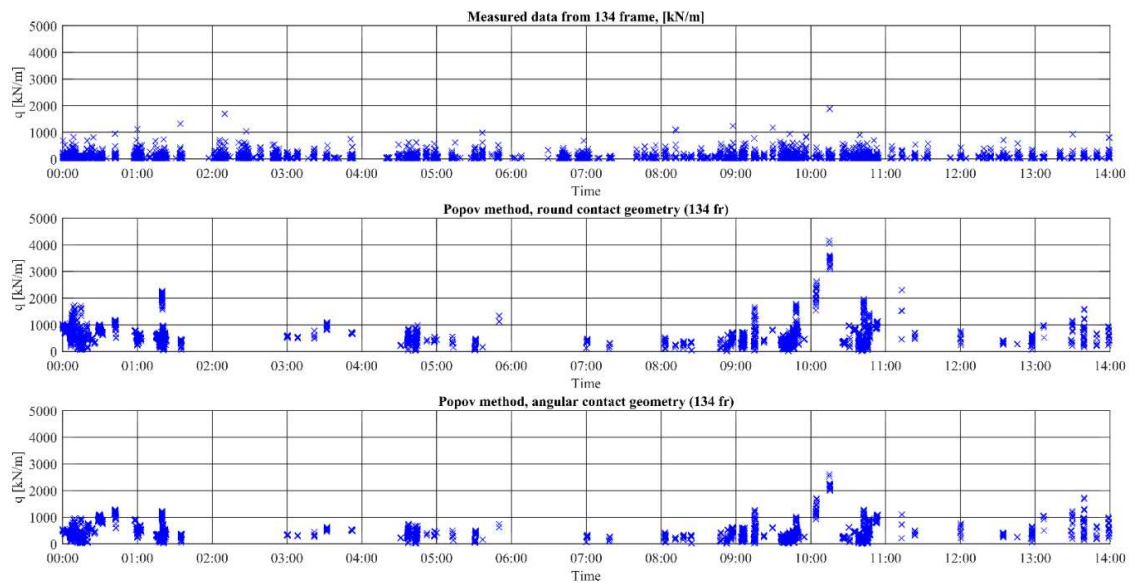 Measured data from 134 frame, [kN/m]
5000
4000
3000
2000
1000
0
q [kN/m]
00:00 01:00 02:00 03:00 04:00 05:00 06:00 07:00 08:00 09:00 10:00 11:00 12:00 13:00 14:00
Time
Popov method, round contact geometry (134 fr)
5000
4000
3000
2000
1000
0
q [kN/m]
00:00 01:00 02:00 03:00 04:00 05:00 06:00 07:00 08:00 09:00 10:00 11:00 12:00 13:00 14:00
Time
Popov method, angular contact geometry (134 fr)
5000
4000
3000
2000
1000
0
q [kN/m]
00:00 01:00 02:00 03:00 04:00 05:00 06:00 07:00 08:00 09:00 10:00 11:00 12:00 13:00 14:00
Time